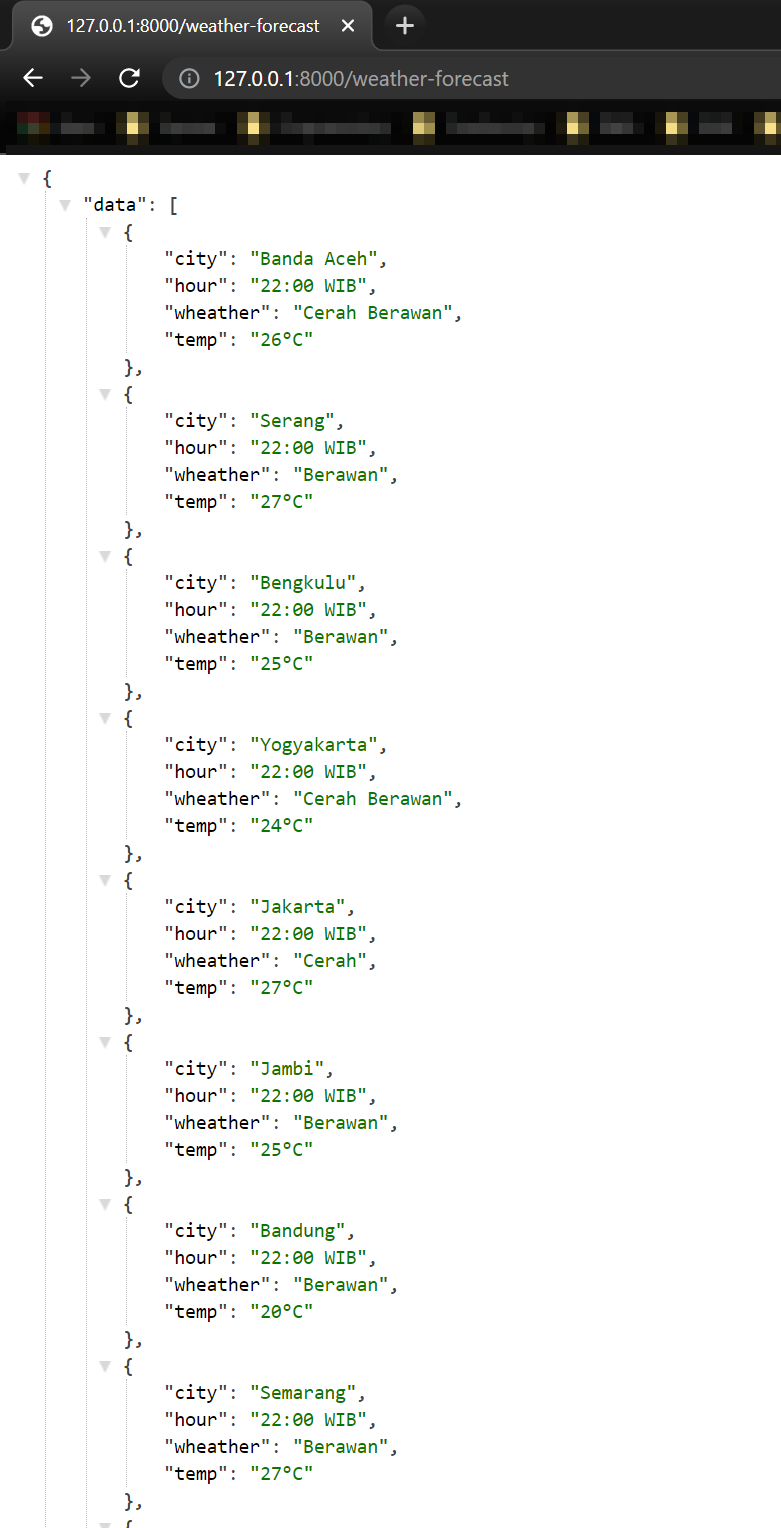 127.0.0.1:8000/weather-forecast
127.0.0.1:8000/weather-forecast
{
"data": [
{
"city": "Banda Aceh",
"hour": "22:00 WIB",
"wheather": "Cerah Berawan",
"temp": "26°C"
},
{
"city": "Serang",
"hour": "22:00 WIB",
"wheather": "Berawan",
"temp": "27°C"
},
{
"city": "Bengkulu",
"hour": "22:00 WIB",
"wheather": "Berawan",
"temp": "25°C"
},
{
"city": "Yogyakarta",
"hour": "22:00 WIB",
"wheather": "Cerah Berawan",
"temp": "24°C"
},
{
"city": "Jakarta",
"hour": "22:00 WIB",
"wheather": "Cerah",
"temp": "27°C"
},
{
"city": "Jambi",
"hour": "22:00 WIB",
"wheather": "Berawan",
"temp": "25°C"
},
{
"city": "Bandung",
"hour": "22:00 WIB",
"wheather": "Berawan",
"temp": "20°C"
},
{
"city": "Semarang",
"hour": "22:00 WIB",
"wheather": "Berawan",
"temp": "27°C"
},
{